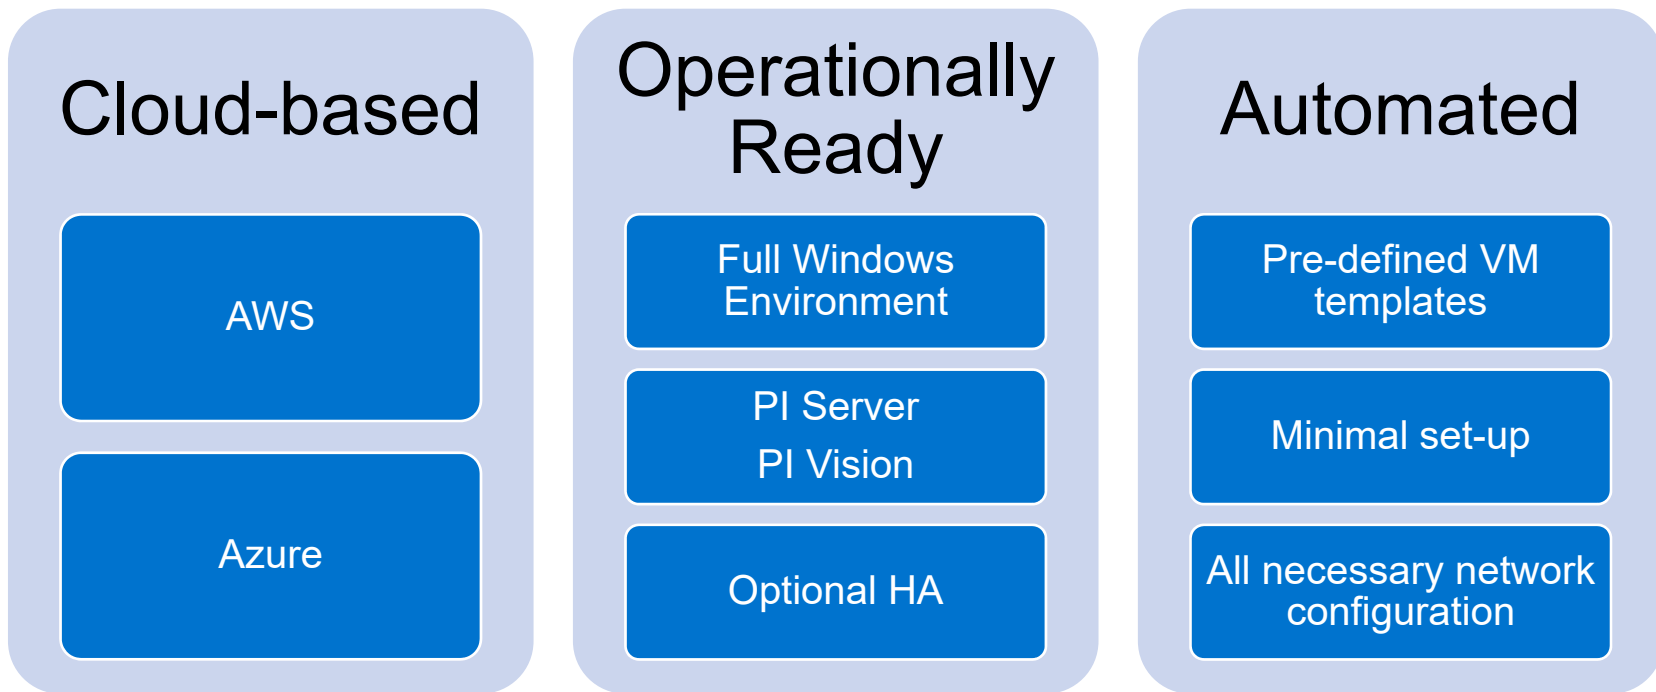 Cloud-based
AWS
Azure
Operationally
Ready
Full Windows
Environment
PI Server
PI Vision
Optional HA
Automated
Pre-defined VM
templates
Minimal set-up
All necessary network
configuration